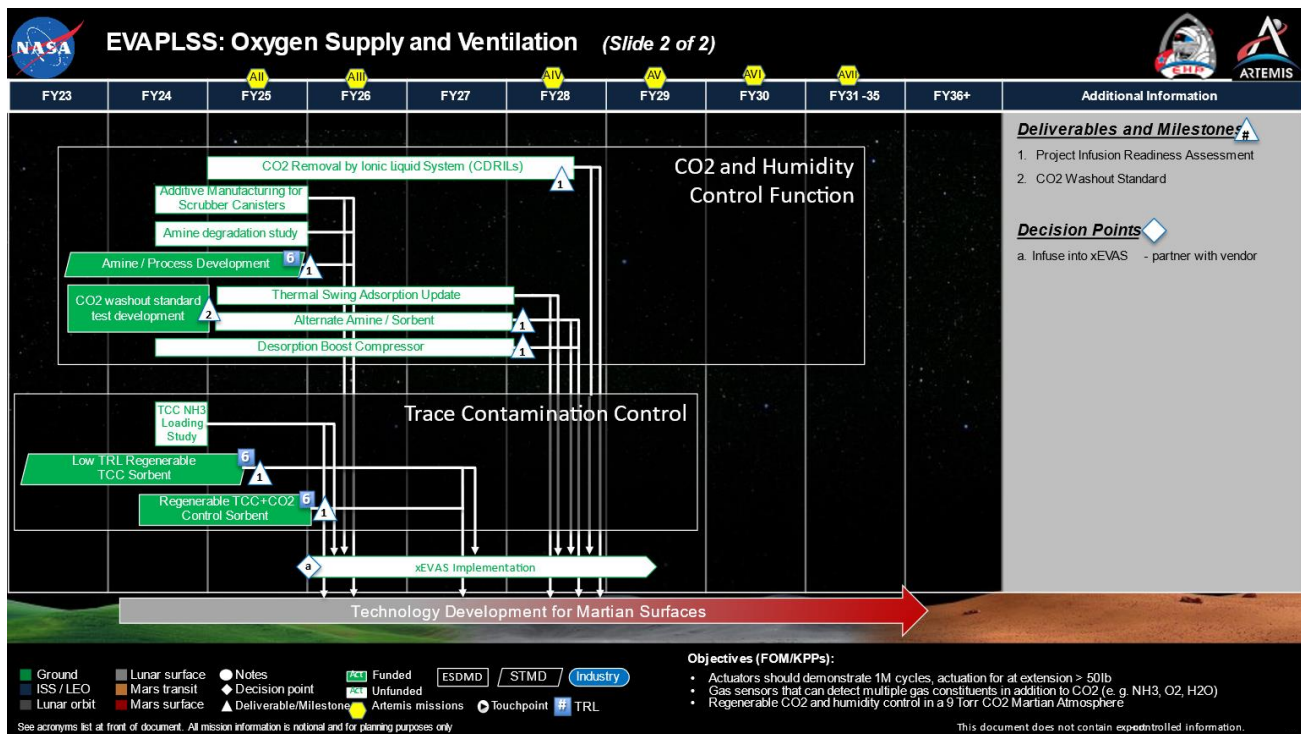 NASA
EVAPLSS: Oxygen Supply and Ventilation (Slide 2 of 2)
EHP
ARTEMIS
AII
AIII
AIV
AV
AVI
AVII
FY23
FY24
FY25
FY26
FY27
FY28
FY29
FY30
FY31-35
FY36+
Additional Information
CO2 and Humidity
Control Function
CO2 Removal by Ionic liquid System (CDRILs)
1
Additive Manufacturing for
Scrubber Canisters
Amine degradation study
Amine / Process Development
6
1
CO2 washout standard
test development
2
Thermal Swing Adsorption Update
Alternate Amine / Sorbent
1
Desorption Boost Compressor
1
Trace Contamination Control
TCC NH3
Loading
Study
Low TRL Regenerable
TCC Sorbent
6
1
Regenerable TCC+CO2
Control Sorbent
6
1
a
xEVAS Implementation
Technology Development for Martian Surfaces
Deliverables and Milestones
#
1. Project Infusion Readiness Assessment
2. CO2 Washout Standard
Decision Points
a. Infuse into xEVAS - partner with vendor
Ground
ISS / LEO
Lunar orbit
Lunar surface
Mars transit
Mars surface
Notes
Decision point
Deliverable/Milestone
Act Funded
Act Unfunded
Artemis missions
ESDMD
STMD
Industry
Touchpoint
# TRL
Objectives (FOM/KPPs):
• Actuators should demonstrate 1M cycles, actuation for at extension > 50lb
• Gas sensors that can detect multiple gas constituents in addition to CO2 (e. g. NH3, O2, H2O)
• Regenerable CO2 and humidity control in a 9 Torr CO2 Martian Atmosphere
See acronyms list at front of document. All mission information is notional and for planning purposes only
This document does not contain information.